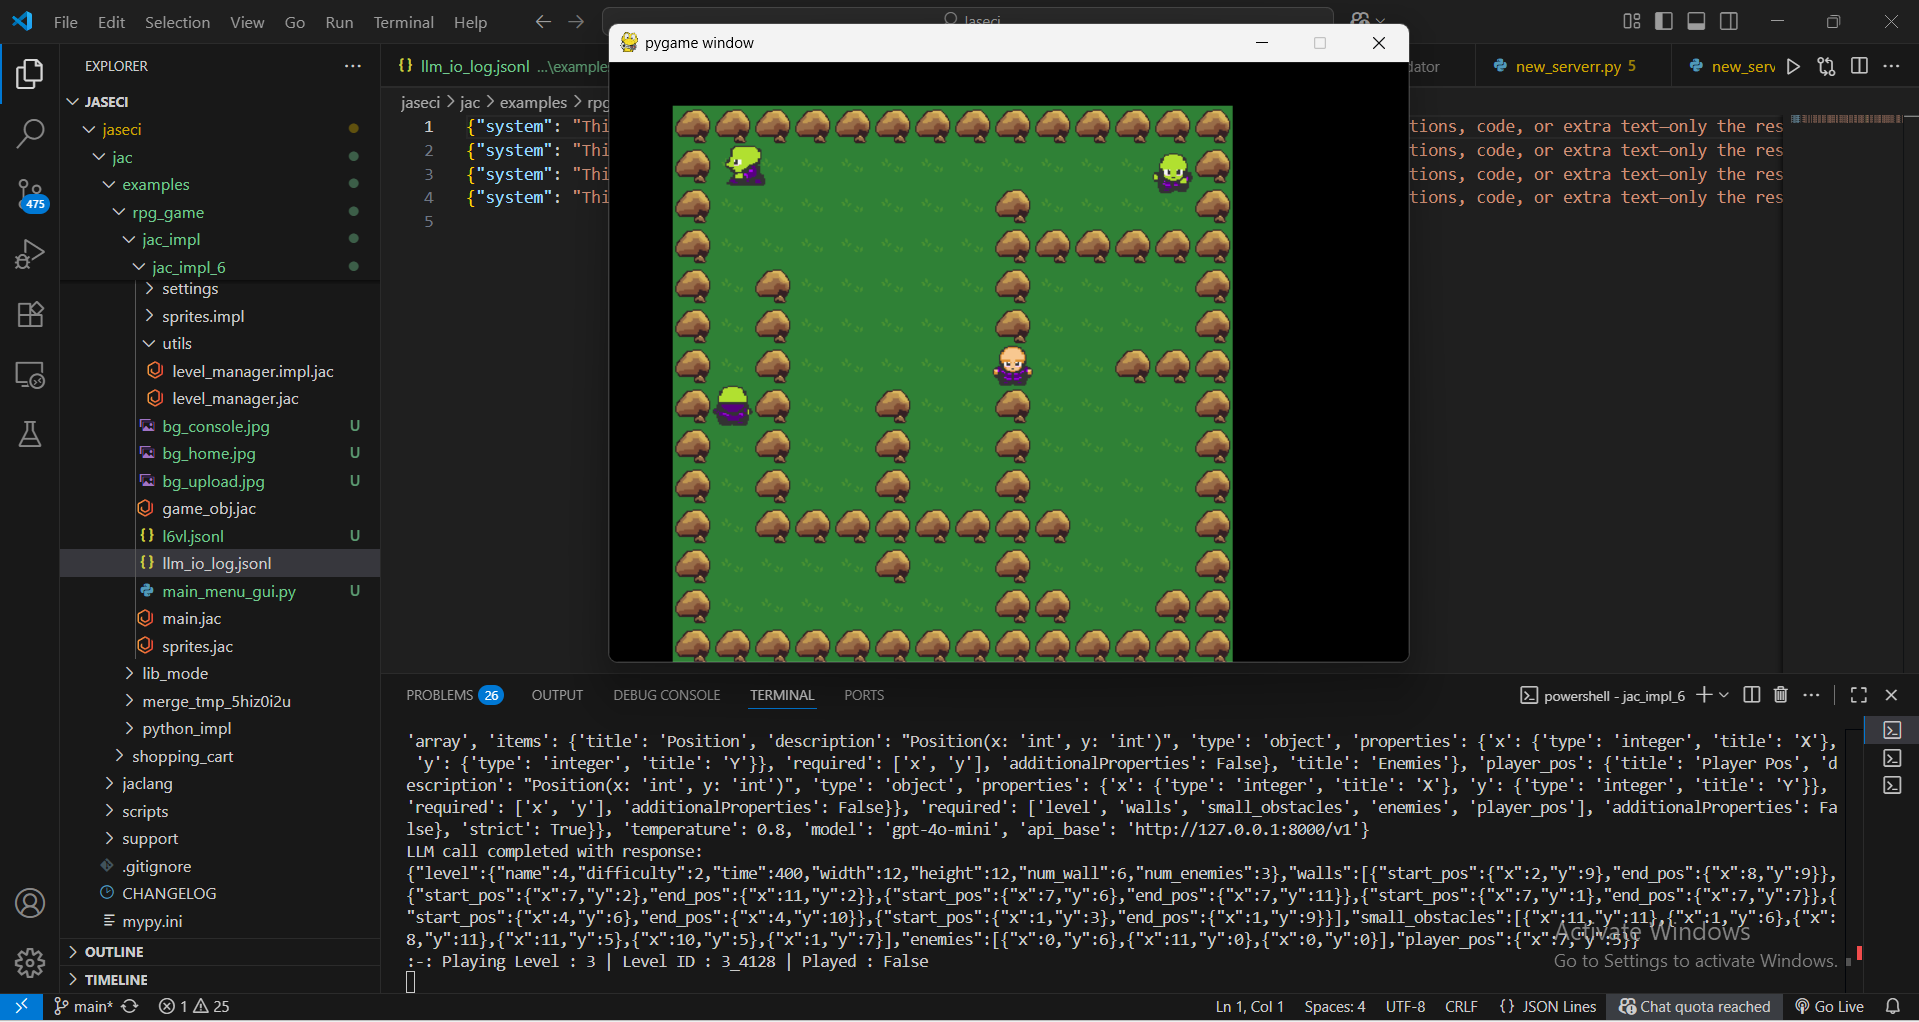 File Edit Selection View Go Run Terminal Help
Jaseci
pygame window
EXPLORER
JASECI
jaseci
jac
examples
rpg_game
jac_impl
jac_impl_6
settings
sprites.impl
utils
level_manager.impl.jac
level_manager.jac
bg_console.jpg U
bg_home.jpg U
bg_upload.jpg U
game_obj.jac
{} l6vl.jsonl U
{} llm_io_log.jsonl
main_menu_gui.py U
main.jac
sprites.jac
lib_mode
merge_tmp_5hiz0i2u
python_impl
shopping_cart
jaclang
scripts
support
.gitignore
CHANGELOG
mypy.ini
OUTLINE
TIMELINE
475
{} llm_io_log.jsonl ...\example
dator
new_serverr.py 5
new_serv
jaseci > jac > examples > rpg
1 {"system": "Thi tions, code, or extra text—only the res
2 {"system": "Thi tions, code, or extra text—only the res
3 {"system": "Thi tions, code, or extra text—only the res
4 {"system": "Thi tions, code, or extra text—only the res
5
PROBLEMS 26 OUTPUT DEBUG CONSOLE TERMINAL PORTS
powershell - jac_impl_6
'array', 'items': {'title': 'Position', 'description': "Position(x: 'int', y: 'int')", 'type': 'object', 'properties': {'x': {'type': 'integer', 'title': 'X'},
'y': {'type': 'integer', 'title': 'Y'}}, 'required': ['x', 'y'], 'additionalProperties': False}, 'title': 'Enemies'}, 'player_pos': {'title': 'Player Pos', 'd
escription': "Position(x: 'int', y: 'int')", 'type': 'object', 'properties': {'x': {'type': 'integer', 'title': 'X'}, 'y': {'type': 'integer', 'title': 'Y'}},
'required': ['x', 'y'], 'additionalProperties': False}}, 'required': ['level', 'walls', 'small_obstacles', 'enemies', 'player_pos'], 'additionalProperties': Fa
lse}, 'strict': True}}, 'temperature': 0.8, 'model': 'gpt-4o-mini', 'api_base': 'http://127.0.0.1:8000/v1'}
LLM call completed with response:
{"level":{"name":4,"difficulty":2,"time":400,"width":12,"height":12,"num_wall":6,"num_enemies":3},"walls":[{"start_pos":{"x":2,"y":9},"end_pos":{"x":8,"y":9}},
{"start_pos":{"x":7,"y":2},"end_pos":{"x":11,"y":2}},{"start_pos":{"x":7,"y":6},"end_pos":{"x":7,"y":11}},{"start_pos":{"x":7,"y":1},"end_pos":{"x":7,"y":7}},{
"start_pos":{"x":4,"y":6},"end_pos":{"x":4,"y":10}},{"start_pos":{"x":1,"y":3},"end_pos":{"x":1,"y":9}}],"small_obstacles":[{"x":11,"y":11},{"x":1,"y":6},{"x":
8,"y":11},{"x":11,"y":5},{"x":10,"y":5},{"x":1,"y":7}],"enemies":[{"x":0,"y":6},{"x":11,"y":0},{"x":0,"y":0}],"player_pos":{"x":7,"y":5}}
:-: Playing Level : 3 | Level ID : 3_4128 | Played : False
Activate Windows
Go to Settings to activate Windows.
main* 1 25
Ln 1, Col 1 Spaces: 4 UTF-8 CRLF {} JSON Lines Chat quota reached Go Live